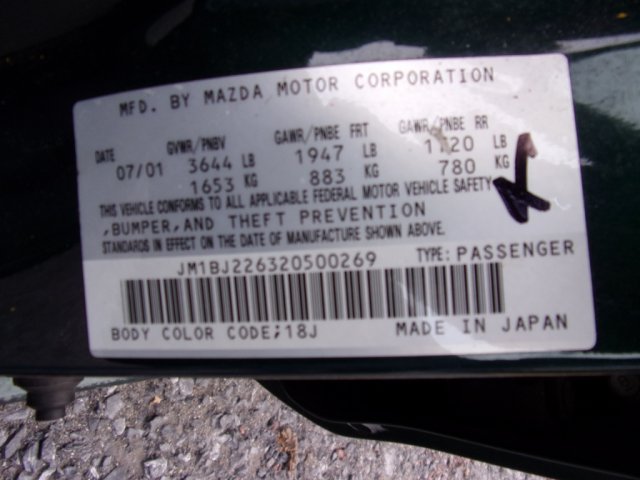 MFD. BY MAZDA MOTOR CORPORATION
DATE GVWR/PNBV GAWR/PNBE FRT GAWR/PNBE RR
07/01 3644 LB 1947 LB 1720 LB
1653 KG 883 KG 780 KG
THIS VEHICLE CONFORMS TO ALL APPLICABLE FEDERAL MOTOR VEHICLE SAFETY
,BUMPER,AND THEFT PREVENTION
STANDARDS IN EFFECT ON THE DATE OF MANUFACTURE SHOWN ABOVE.
JM1BJ226320500269 TYPE: PASSENGER
BODY COLOR CODE;18J MADE IN JAPAN